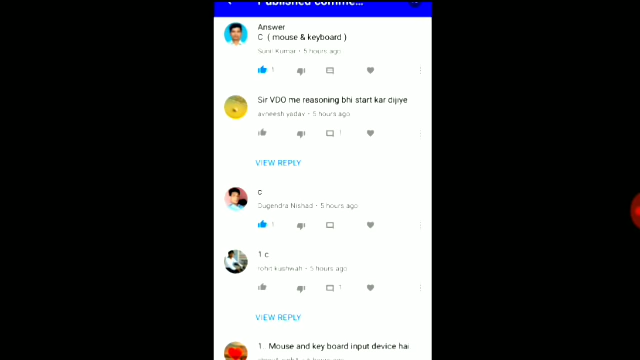 Published comme...
Answer
C ( mouse & keyboard )
Sunil Kumar • 5 hours ago
1
Sir VDO me reasoning bhi start kar dijiye
avneesh yadav • 5 hours ago
1
VIEW REPLY
c
Dugendra Nishad • 5 hours ago
1
1 c
rohit kushwah • 5 hours ago
1
VIEW REPLY
1. Mouse and key board input device hai